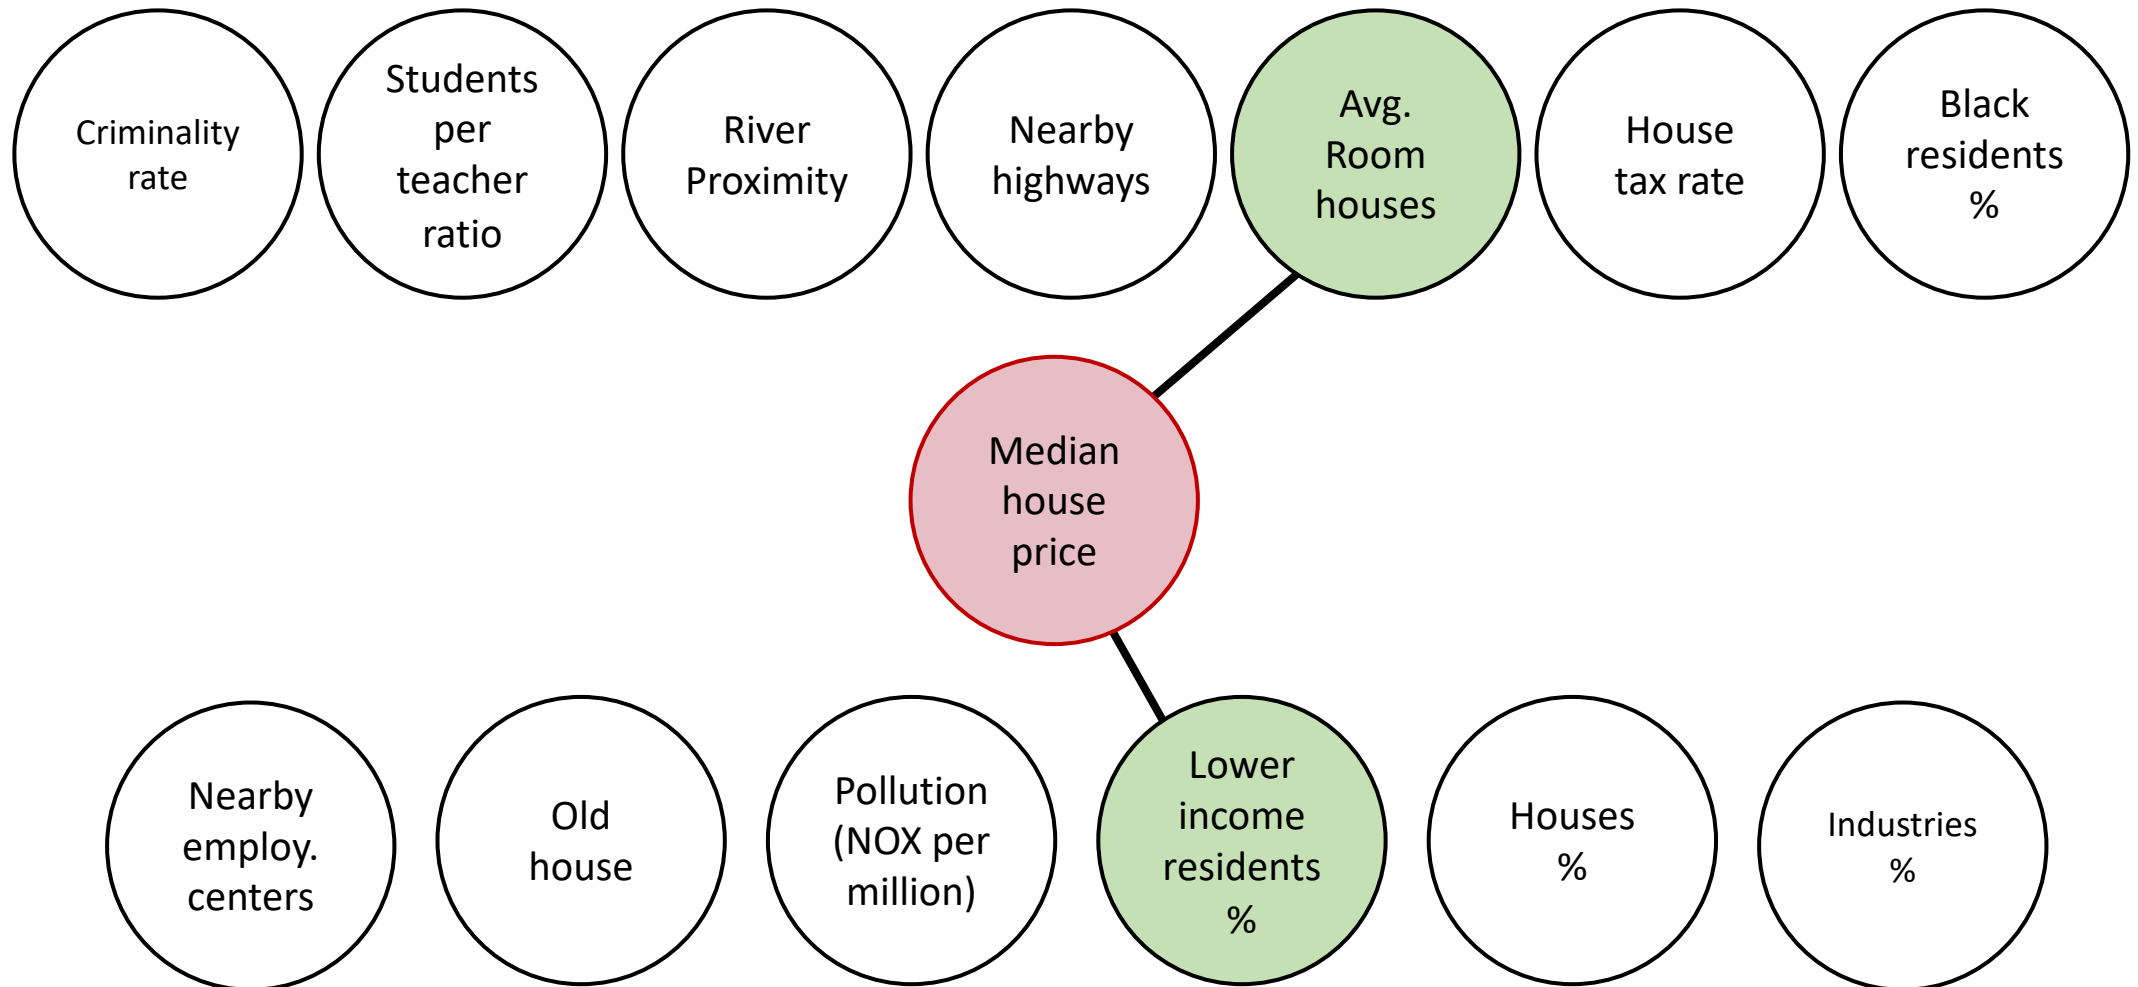 Criminality
rate
Students
per
teacher
ratio
River
Proximity
Nearby
highways
Avg.
Room
houses
House
tax rate
Black
residents
%
Median
house
price
Nearby
employ.
centers
Old
house
Pollution
(NOX per
million)
Lower
income
residents
%
Houses
%
Industries
%